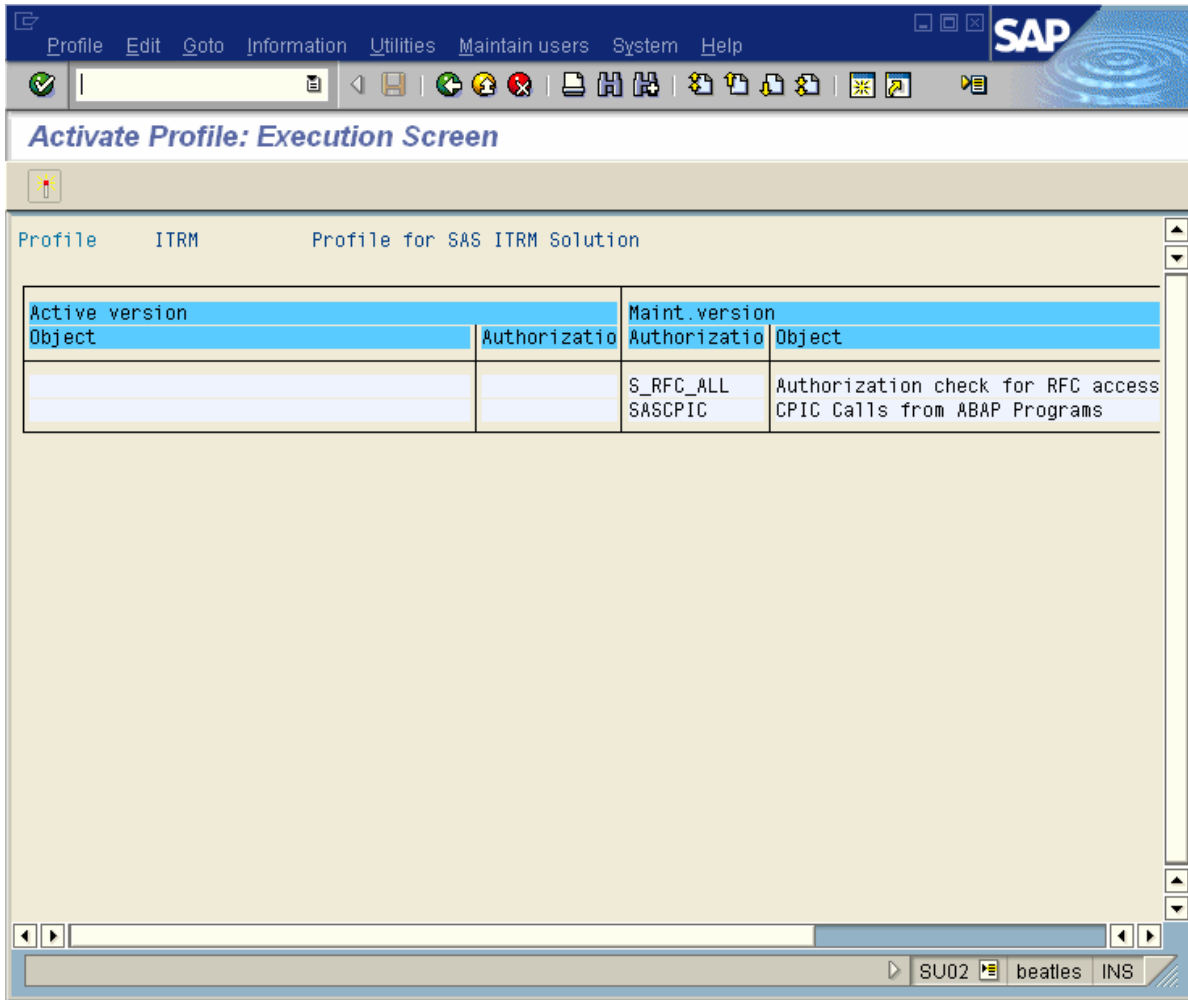 SAP
Profile Edit Goto Information Utilities Maintain users System Help
Activate Profile: Execution Screen
Profile ITRM Profile for SAS ITRM Solution
Active version Maint.version
Object Authorizatio Authorizatio Object
S_RFC_ALL Authorization check for RFC access
SASCPIC CPIC Calls from ABAP Programs
SU02 beatles INS